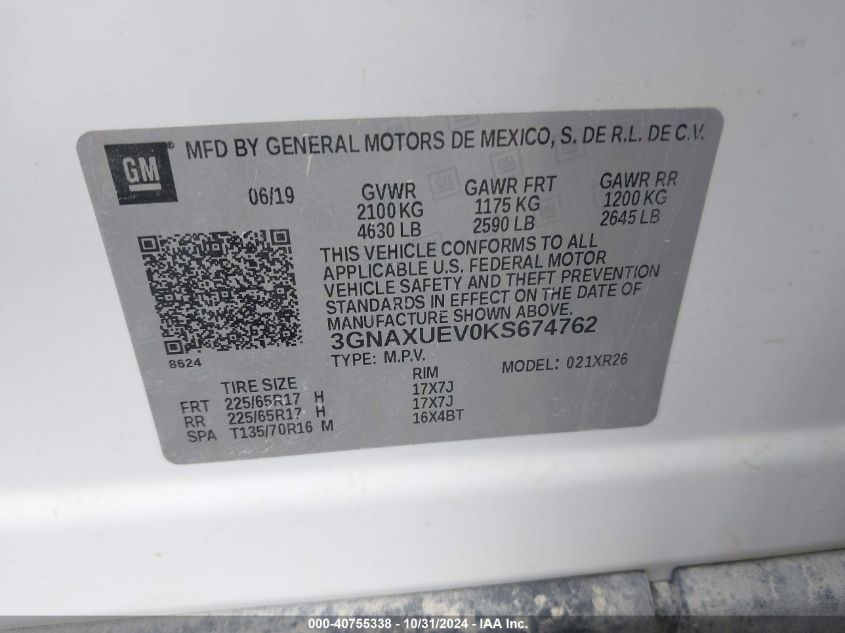 GM
MFD BY GENERAL MOTORS DE MEXICO, S. DE R.L. DE C.V.
06/19 GVWR GAWR FRT GAWR RR
2100 KG 1175 KG 1200 KG
4630 LB 2590 LB 2645 LB
THIS VEHICLE CONFORMS TO ALL
APPLICABLE U.S. FEDERAL MOTOR
VEHICLE SAFETY AND THEFT PREVENTION
STANDARDS IN EFFECT ON THE DATE OF
MANUFACTURE SHOWN ABOVE.
3GNAXUEV0KS674762
8624
TYPE: M.P.V. MODEL: 021XR26
TIRE SIZE RIM
FRT 225/65R17 H 17X7J
RR 225/65R17 H 17X7J
SPA T135/70R16 M 16X4BT
000-40755338 - 10/31/2024 - IAA Inc.